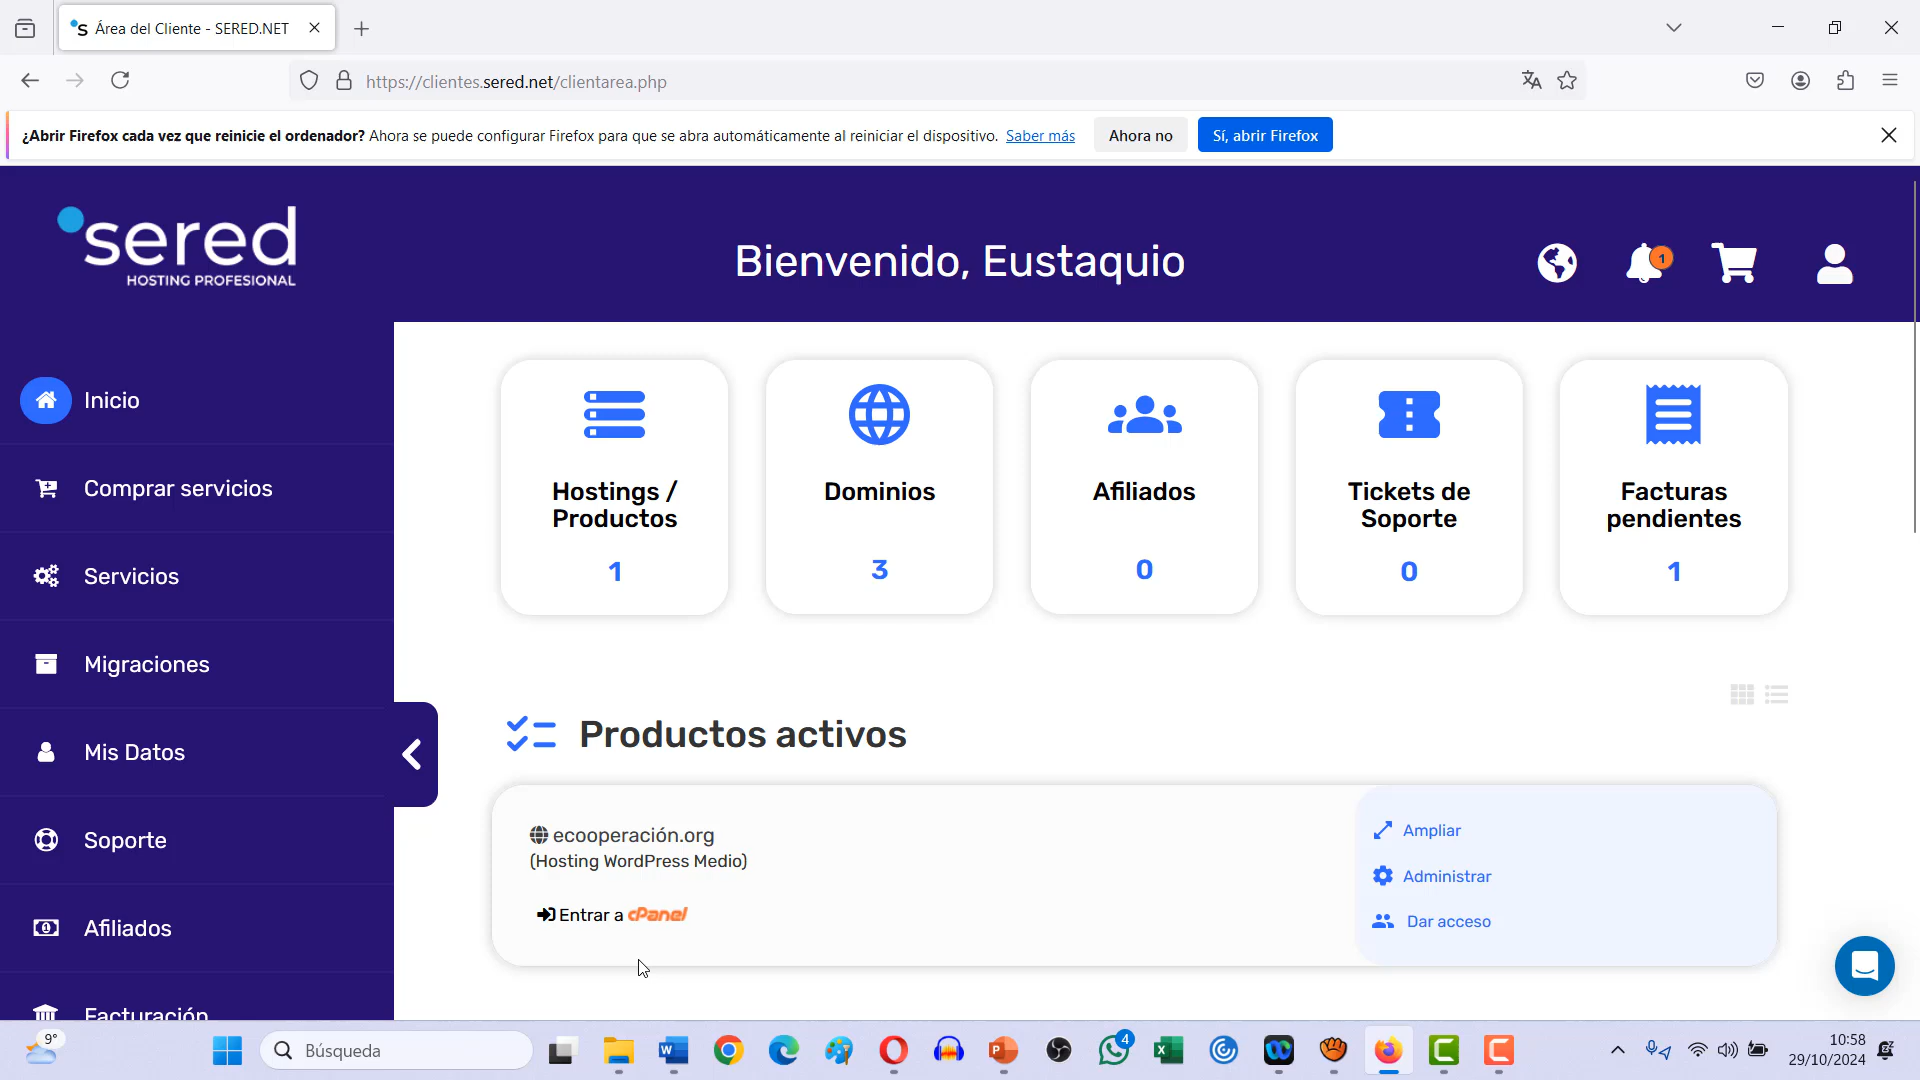 Área del Cliente - SERED.NET
https://clientes.sered.net/clientarea.php
¿Abrir Firefox cada vez que reinicie el ordenador? Ahora se puede configurar Firefox para que se abra automáticamente al reiniciar el dispositivo. Saber más
Ahora no
Sí, abrir Firefox
sered
HOSTING PROFESIONAL
Bienvenido, Eustaquio
1
Inicio
Comprar servicios
Servicios
Migraciones
Mis Datos
Soporte
Afiliados
Facturación
Hostings /
Productos
1
Dominios
3
Afiliados
0
Tickets de
Soporte
0
Facturas
pendientes
1
Productos activos
ecooperación.org
(Hosting WordPress Medio)
Entrar a cPanel
Ampliar
Administrar
Dar acceso
9°
Búsqueda
4
10:58
29/10/2024